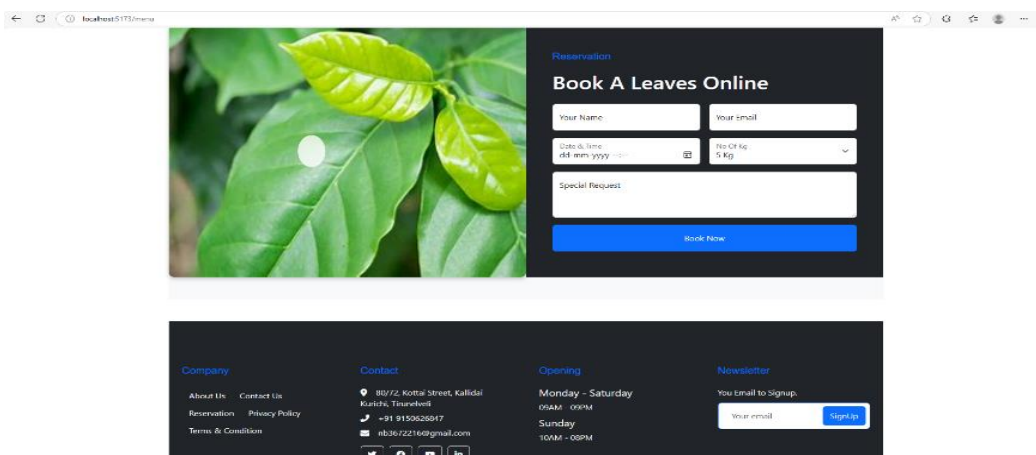 localhost:5173/menu
Reservation
Book A Leaves Online
Your Name
Your Email
Date & Time
dd-mm-yyyy --:--
No Of Kg
5 Kg
Special Request
Book Now
Company
About Us Contact Us
Reservation Privacy Policy
Terms & Condition
Contact
80/72, Kottai Street, Kallidai
Kurichi, Tirunelveli
+91 9150626847
nb3672216@gmail.com
Opening
Monday - Saturday
09AM - 09PM
Sunday
10AM - 08PM
Newsletter
You Email to Signup.
Your email
SignUp